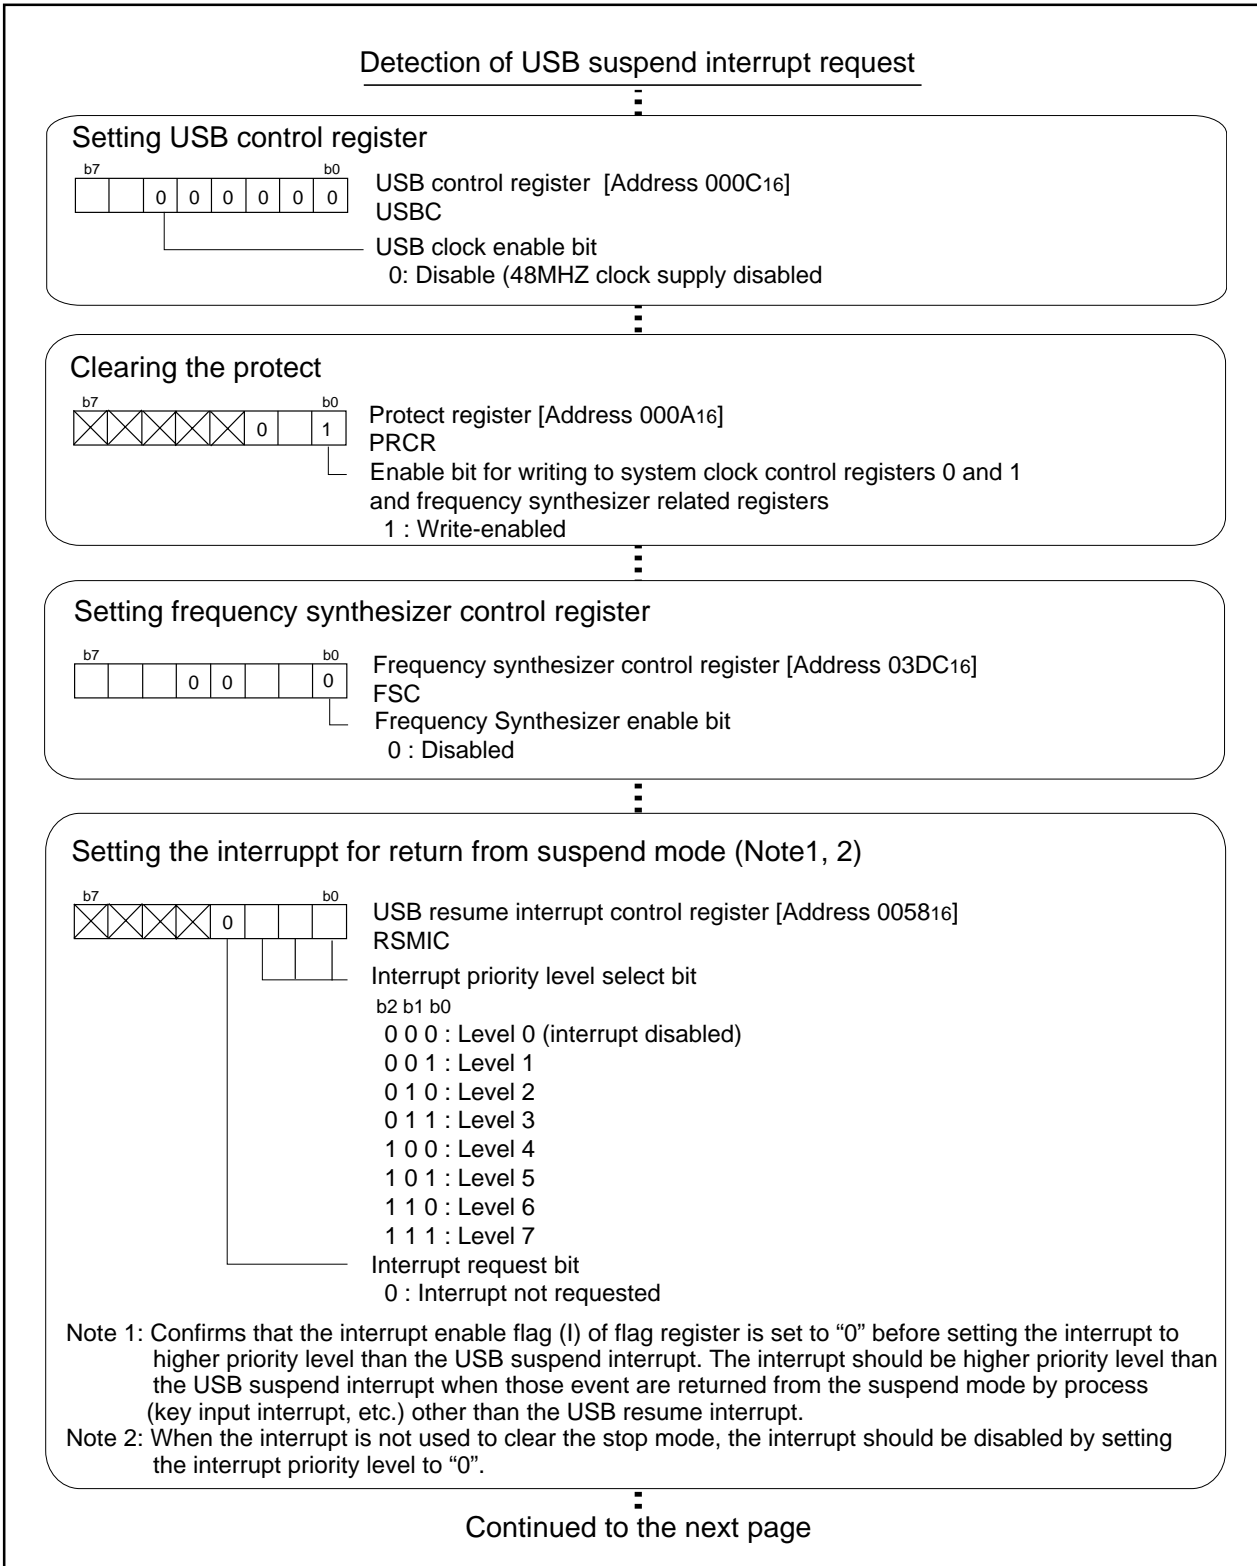 Detection of USB suspend interrupt request
Setting USB control register
b7 b0
0 0 0 0 0 0
USB control register [Address 000C16]
USBC
USB clock enable bit
0: Disable (48MHZ clock supply disabled
Clearing the protect
b7 b0
0 1
Protect register [Address 000A16]
PRCR
Enable bit for writing to system clock control registers 0 and 1
and frequency synthesizer related registers
1 : Write-enabled
Setting frequency synthesizer control register
b7 b0
0 0 0
Frequency synthesizer control register [Address 03DC16]
FSC
Frequency Synthesizer enable bit
0 : Disabled
Setting the interruppt for return from suspend mode (Note1, 2)
b7 b0
0
USB resume interrupt control register [Address 005816]
RSMIC
Interrupt priority level select bit
b2 b1 b0
0 0 0 : Level 0 (interrupt disabled)
0 0 1 : Level 1
0 1 0 : Level 2
0 1 1 : Level 3
1 0 0 : Level 4
1 0 1 : Level 5
1 1 0 : Level 6
1 1 1 : Level 7
Interrupt request bit
0 : Interrupt not requested
Note 1: Confirms that the interrupt enable flag (I) of flag register is set to “0” before setting the interrupt to
higher priority level than the USB suspend interrupt. The interrupt should be higher priority level than
the USB suspend interrupt when those event are returned from the suspend mode by process
(key input interrupt, etc.) other than the USB resume interrupt.
Note 2: When the interrupt is not used to clear the stop mode, the interrupt should be disabled by setting
the interrupt priority level to “0”.
Continued to the next page